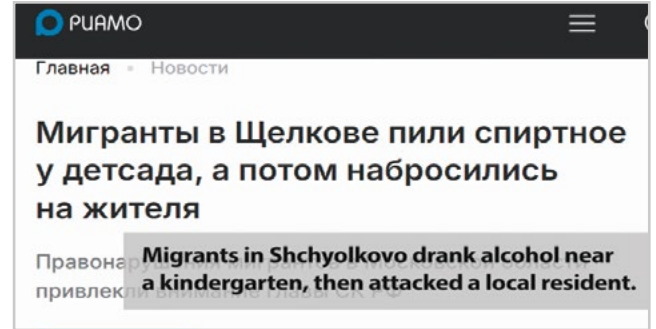 РИАМО
Главная • Новости
Мигранты в Щелкове пили спиртное
у детсада, а потом набросились
на жителя
Migrants in Shchyolkovo drank alcohol near
a kindergarten, then attacked a local resident.